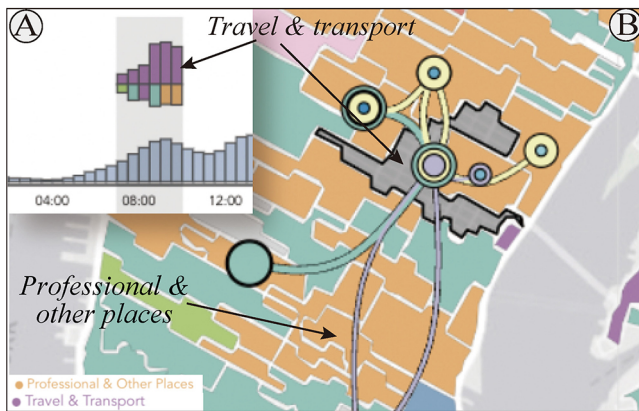 A
Travel & transport
B
04:00 08:00 12:00
Professional &
other places
Professional & Other Places
Travel & Transport